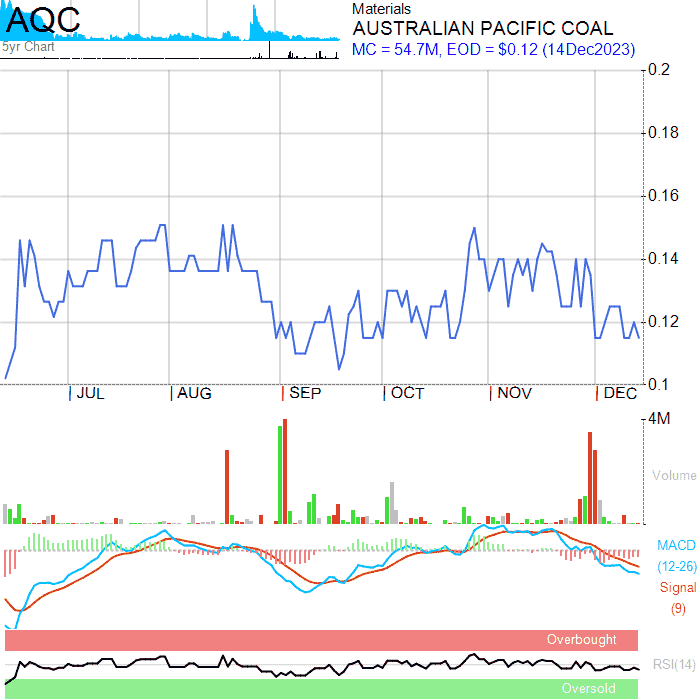 AQC
5yr Chart
Materials
AUSTRALIAN PACIFIC COAL
MC = 54.7M, EOD = $0.12 (14Dec2023)
0.2
0.18
0.16
0.14
0.12
0.1
JUL AUG SEP OCT NOV DEC
4M
Volume
MACD
(12-26)
Signal
(9)
Overbought
RSI(14)
Oversold